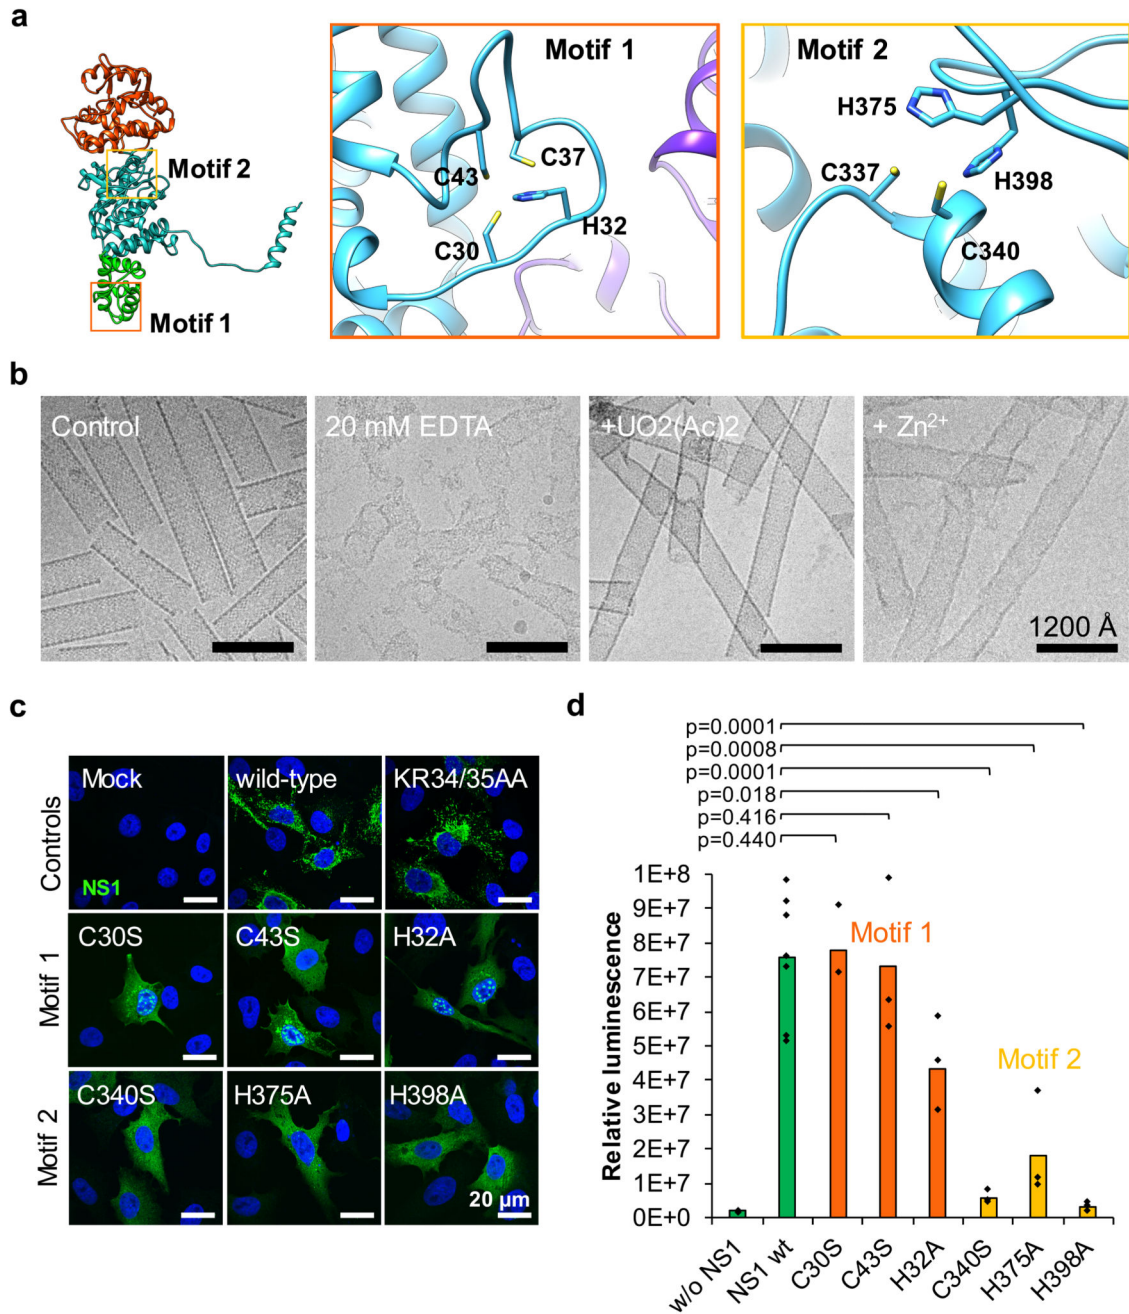 a
Motif 2
Motif 1
Motif 1
C43
C37
C30
H32
Motif 2
H375
C337
H398
C340
b
Control
20 mM EDTA
+UO2(Ac)2
+ Zn²⁺
1200 Å
c
Controls
Mock
wild-type
KR34/35AA
NS1
Motif 1
C30S
C43S
H32A
Motif 2
C340S
H375A
H398A
20 µm
d
p=0.0001
p=0.0008
p=0.0001
p=0.018
p=0.416
p=0.440
Relative luminescence
1E+8
9E+7
8E+7
7E+7
6E+7
5E+7
4E+7
3E+7
2E+7
1E+7
0E+0
Motif 1
Motif 2
w/o NS1
NS1 wt
C30S
C43S
H32A
C340S
H375A
H398A